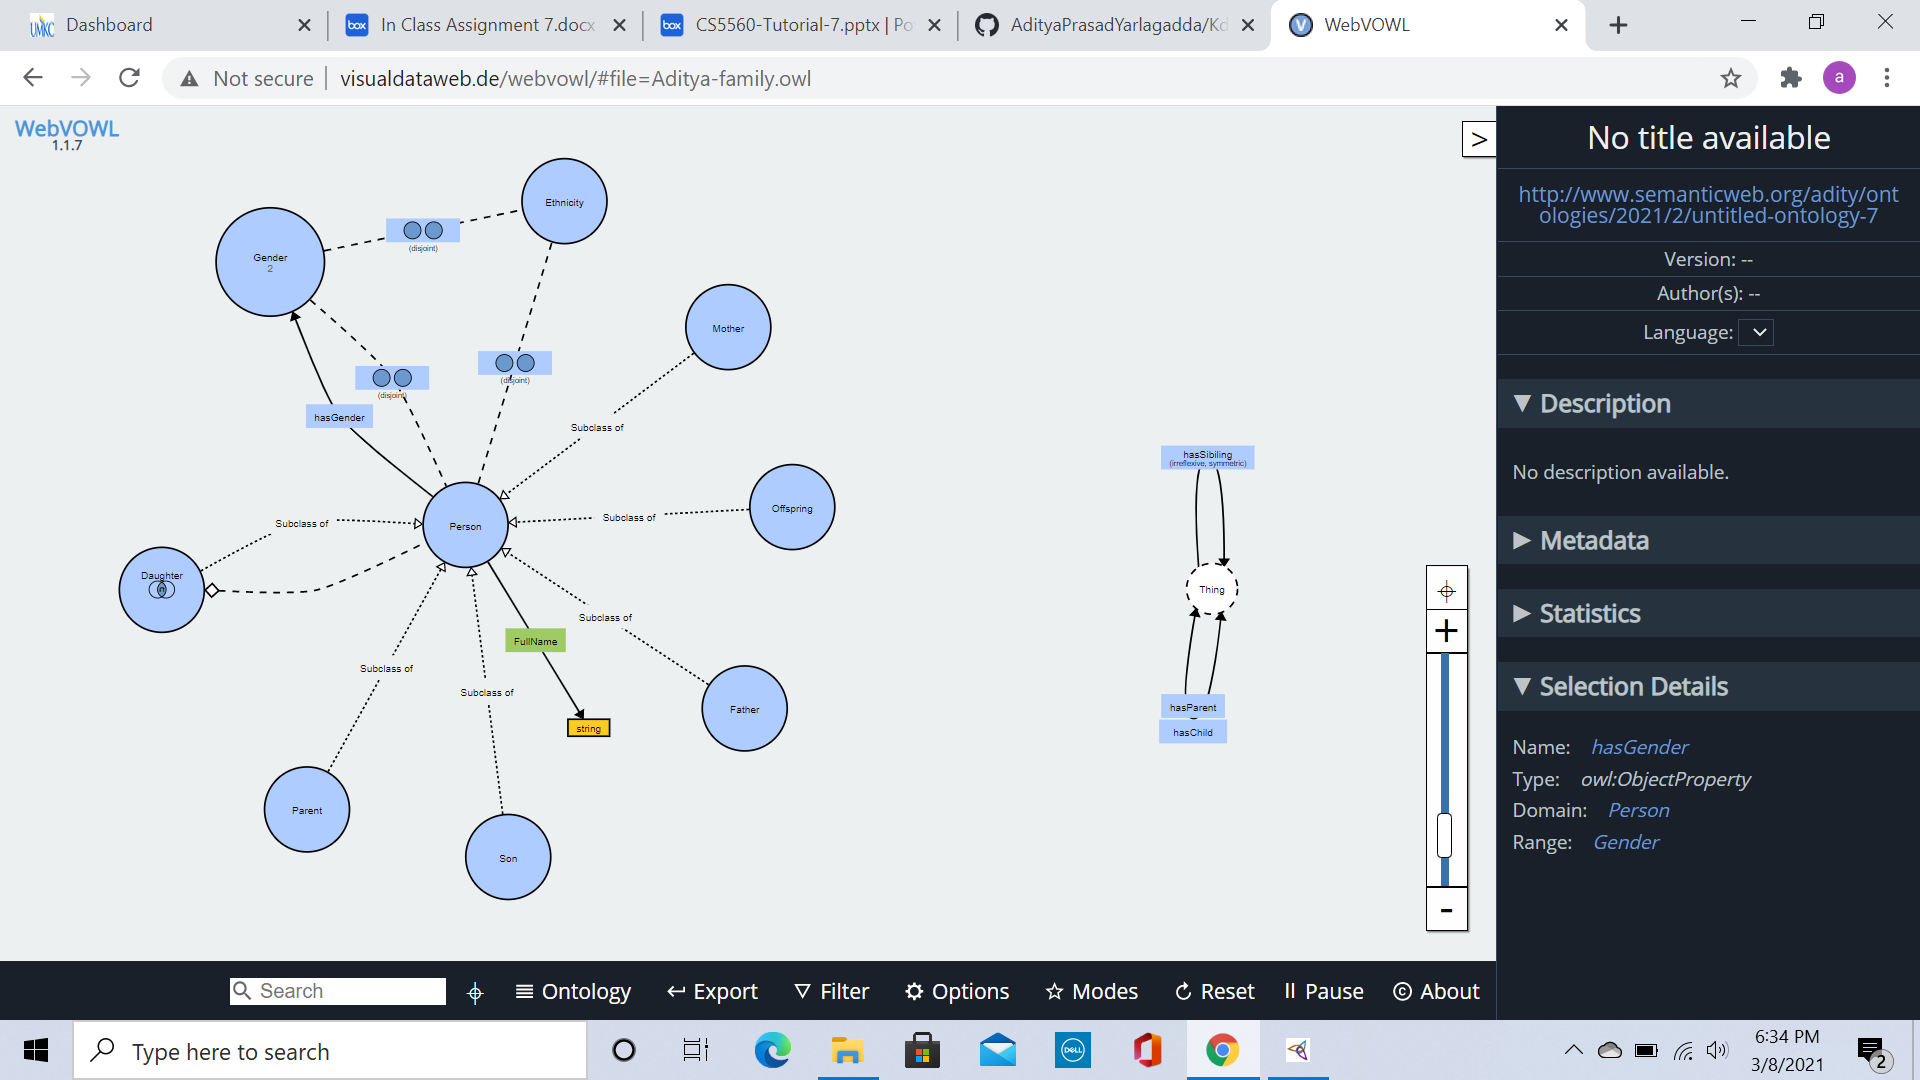 Dashboard
In Class Assignment 7.docx
CS5560-Tutorial-7.pptx | Po
AdityaPrasadYarlagadda/Kd
WebVOWL
Not secure
visualdataweb.de/webvowl/#file=Aditya-family.owl
a
WebVOWL
1.1.7
Ethnicity
(disjoint)
Gender
2
Mother
(disjoint)
(disjoint)
hasGender
Subclass of
Offspring
Subclass of
Person
Subclass of
Daughter
Subclass of
FullName
Subclass of
Subclass of
Father
string
Parent
Son
hasSibiling
(irreflexive, symmetric)
Thing
hasParent
hasChild
>
+
-
No title available
http://www.semanticweb.org/adity/ont
ologies/2021/2/untitled-ontology-7
Version: --
Author(s): --
Language:
Description
No description available.
Metadata
Statistics
Selection Details
Name: hasGender
Type: owl:ObjectProperty
Domain: Person
Range: Gender
Search
Ontology
Export
Filter
Options
Modes
Reset
Pause
About
Type here to search
DELL
6:34 PM
3/8/2021
2